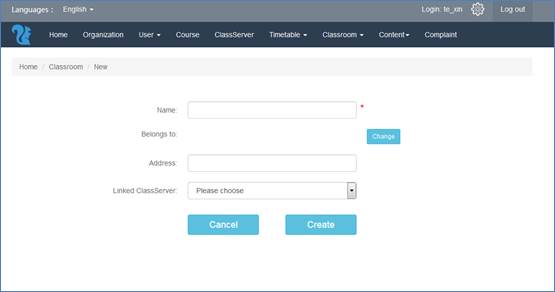 Languages : English Login: te_xin Log out
Home Organization User Course ClassServer Timetable Classroom Content Complaint
Home / Classroom / New
Name: *
Belongs to: Change
Address:
Linked ClassServer: Please choose
Cancel Create